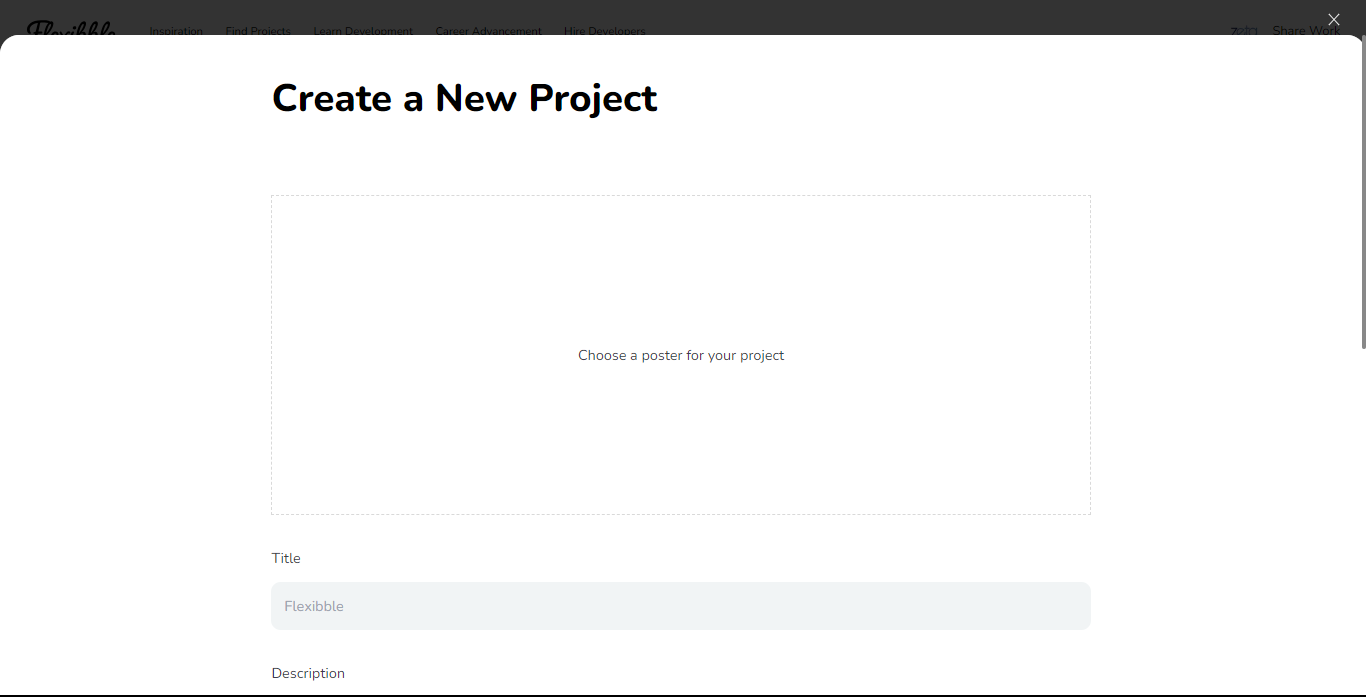 Flexibble
Inspiration Find Projects Learn Development Career Advancement Hire Developers Share Work
Create a New Project
Choose a poster for your project
Title
Flexibble
Description